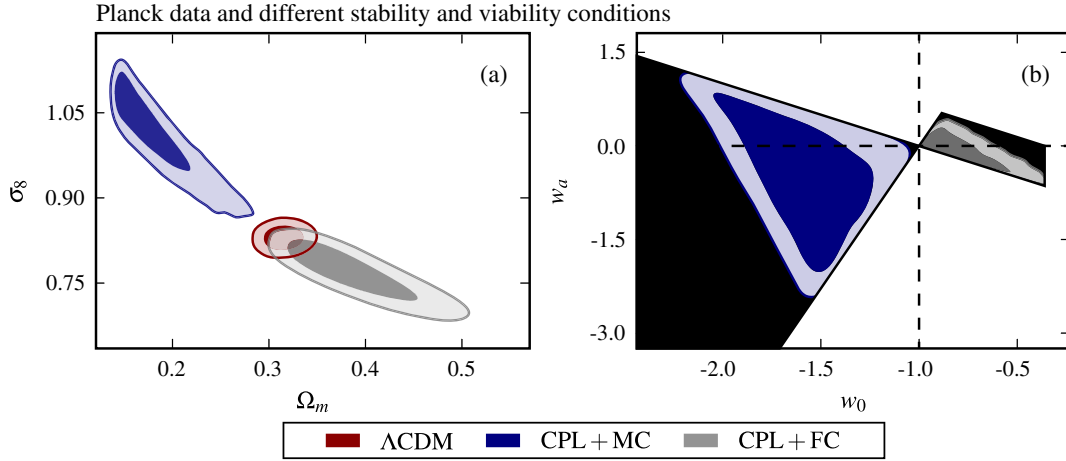 Planck data and different stability and viability conditions
(a)
1.05
0.90
0.75
σ8
0.2
0.3
0.4
0.5
Ωm
(b)
1.5
0.0
-1.5
-3.0
wa
-2.0
-1.5
-1.0
-0.5
w0
ΛCDM
CPL + MC
CPL + FC